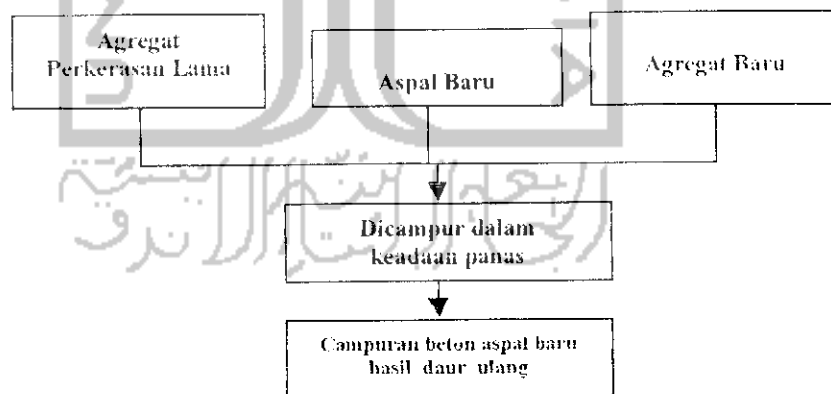 Agregat
Perkerasan Lama
Aspal Baru
Agregat Baru
Dicampur dalam
keadaan panas
Campuran beton aspal baru
hasil daur ulang